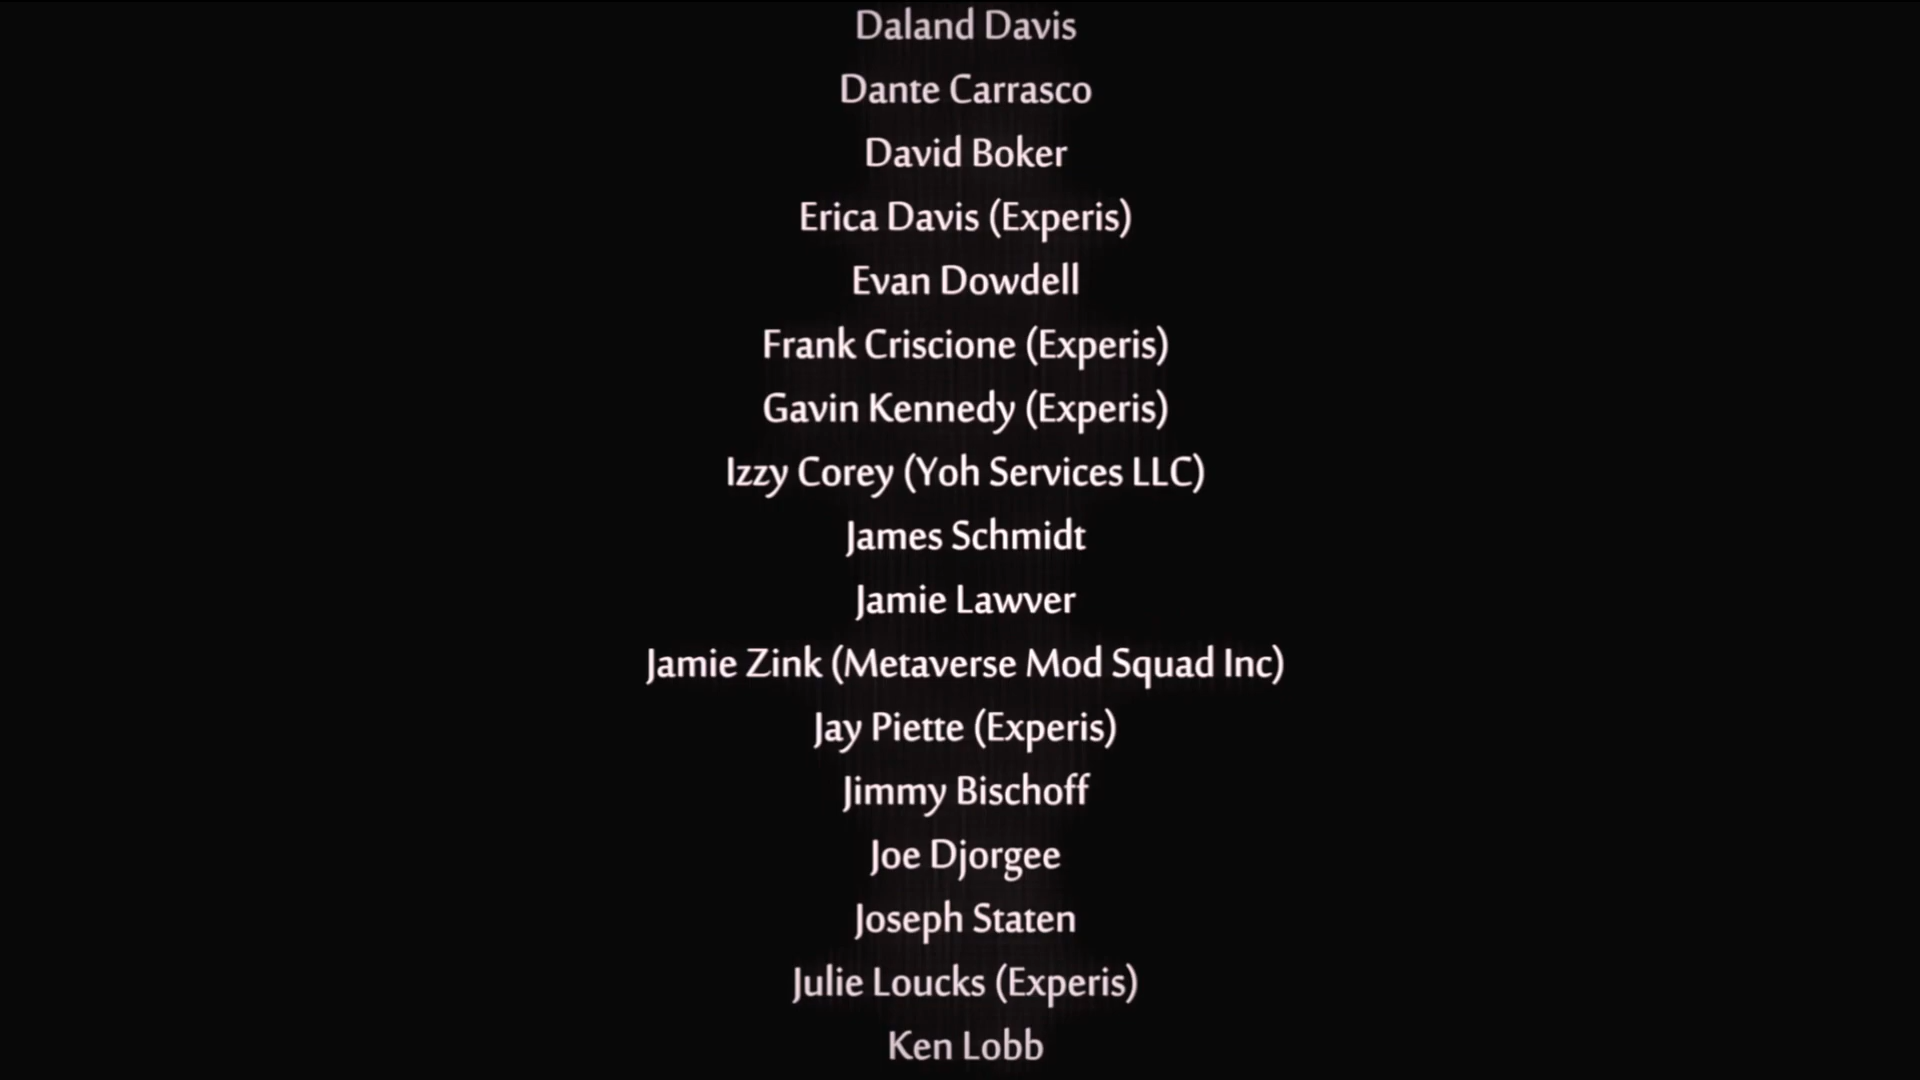 Daland Davis
Dante Carrasco
David Boker
Erica Davis (Experis)
Evan Dowdell
Frank Criscione (Experis)
Gavin Kennedy (Experis)
Izzy Corey (Yoh Services LLC)
James Schmidt
Jamie Lawver
Jamie Zink (Metaverse Mod Squad Inc)
Jay Piette (Experis)
Jimmy Bischoff
Joe Djorgee
Joseph Staten
Julie Loucks (Experis)
Ken Lobb